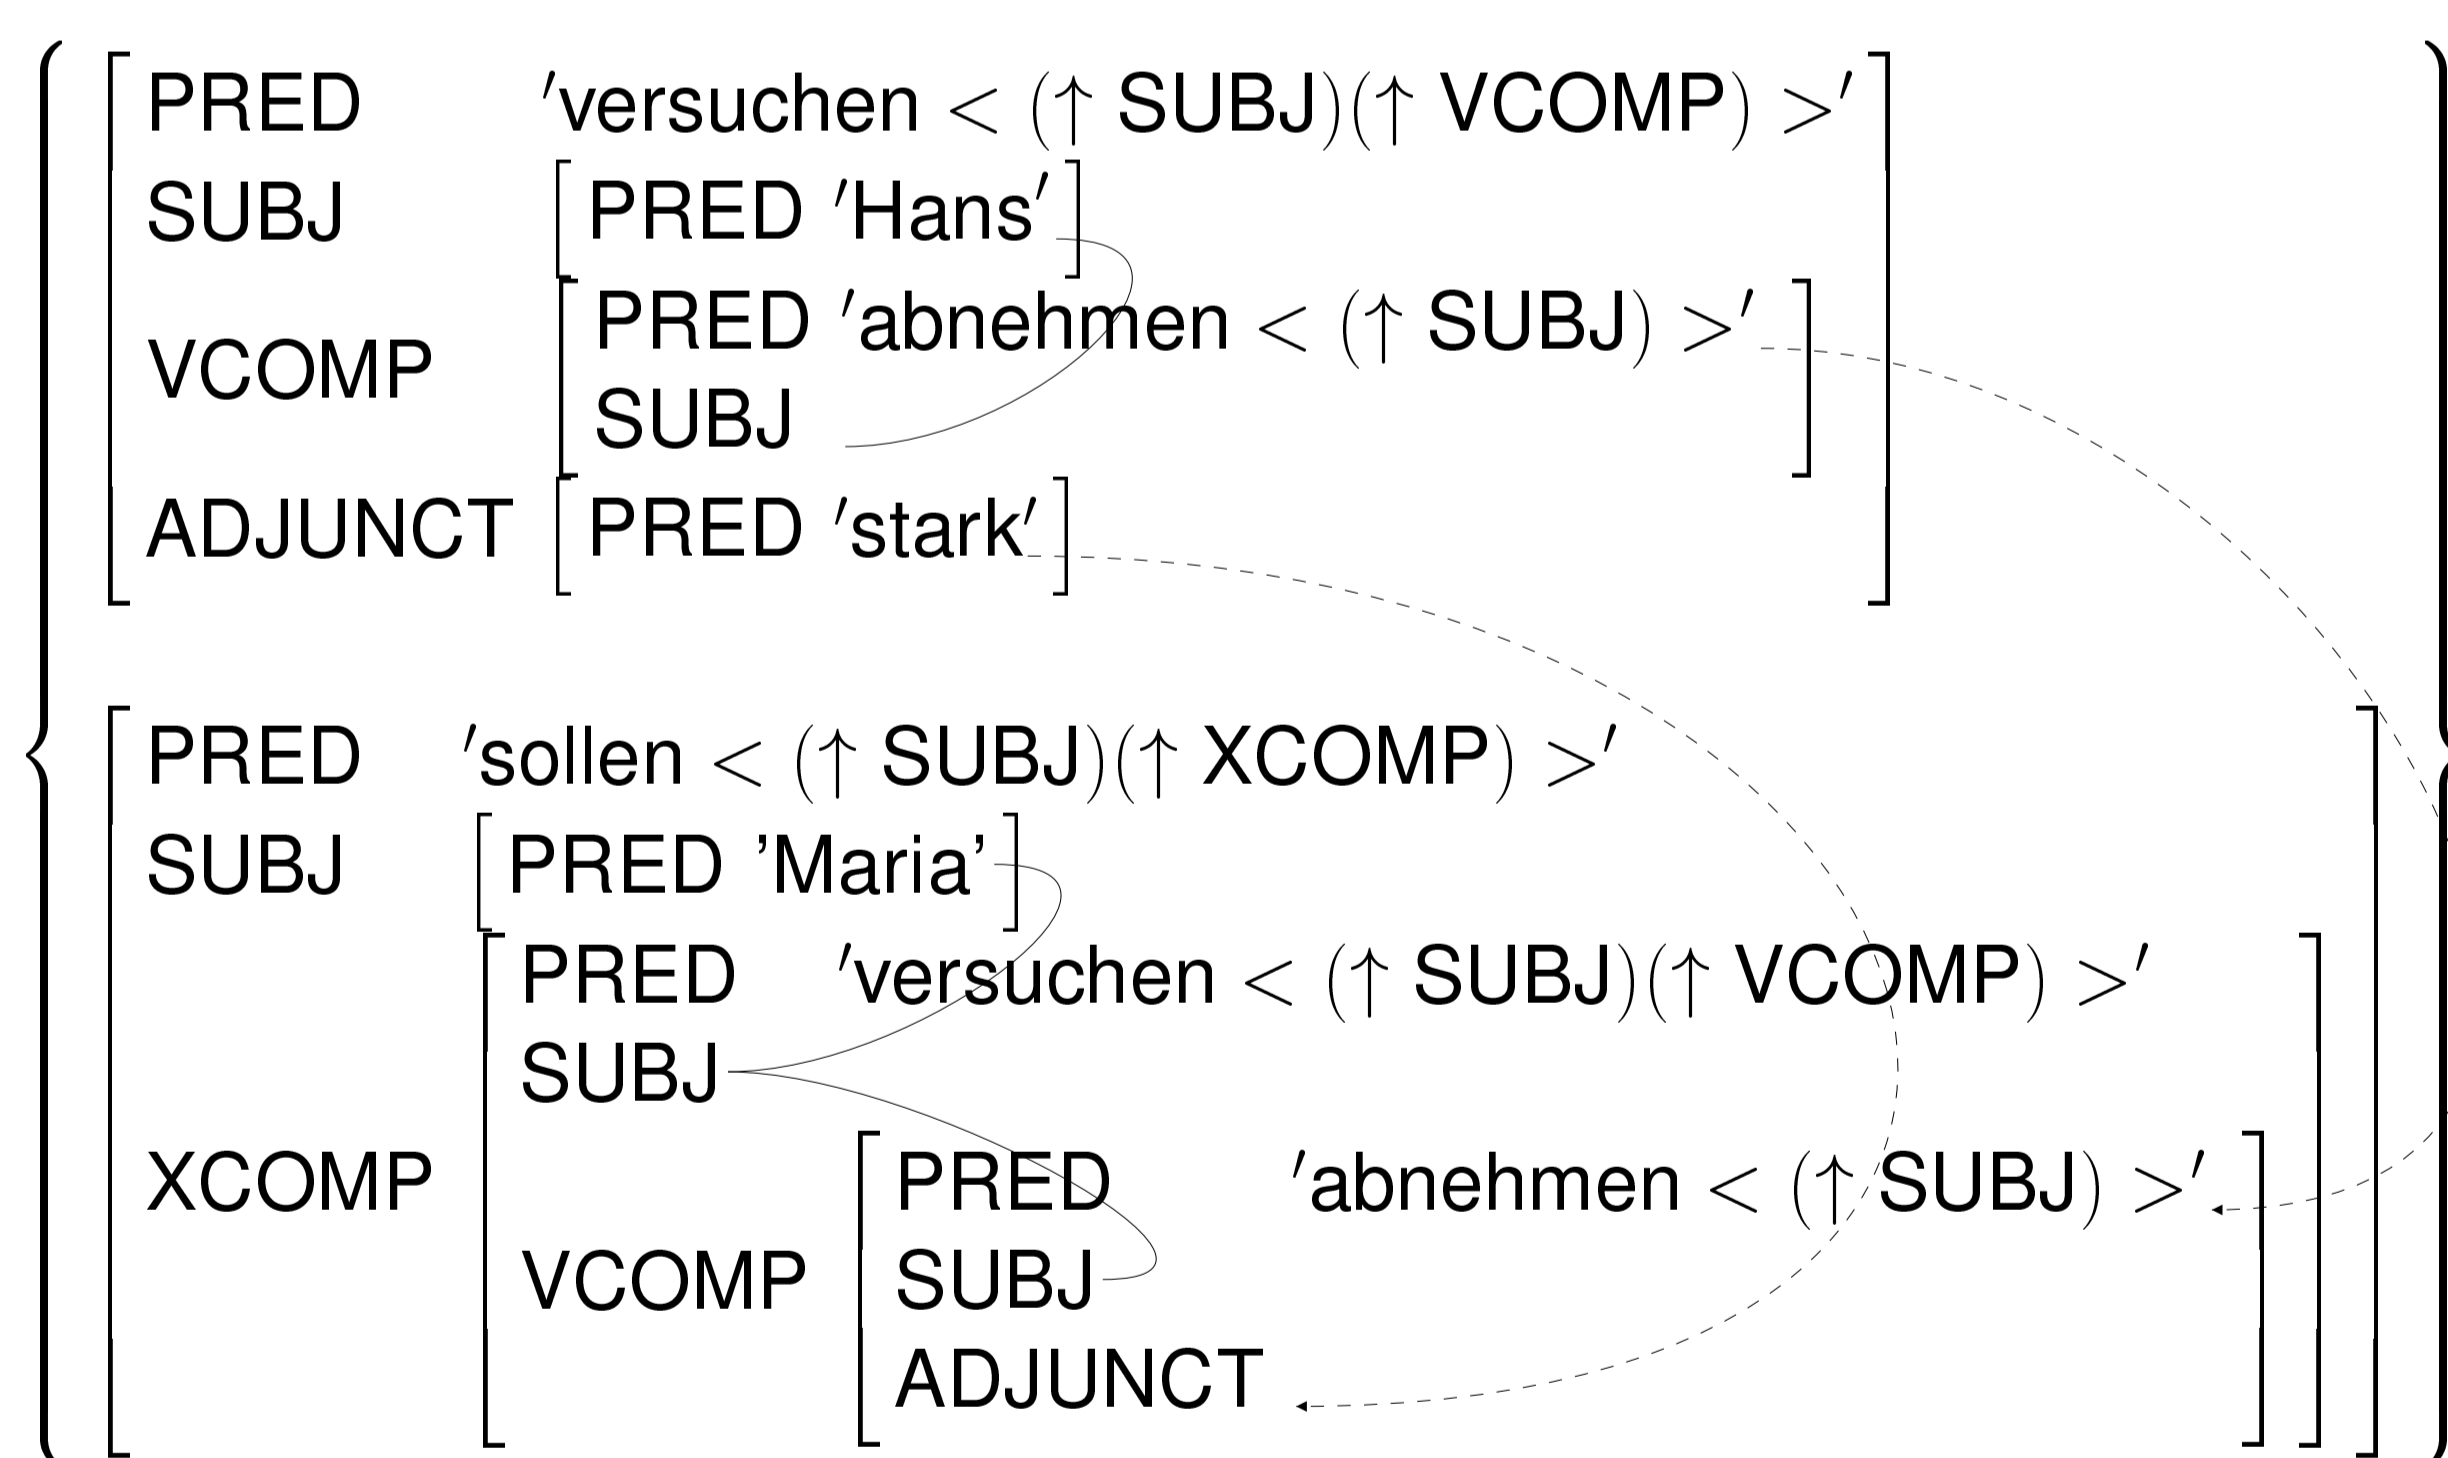 PRED 'versuchen < (↑ SUBJ)(↑ VCOMP) >'
SUBJ [ PRED 'Hans' ]
PRED 'abnehmen < (↑ SUBJ) >'
VCOMP
SUBJ
ADJUNCT [ PRED 'stark' ]
PRED 'sollen < (↑ SUBJ)(↑ XCOMP) >'
SUBJ [ PRED 'Maria' ]
PRED 'versuchen < (↑ SUBJ)(↑ VCOMP) >'
SUBJ
XCOMP
PRED 'abnehmen < (↑ SUBJ) >'
VCOMP SUBJ
ADJUNCT